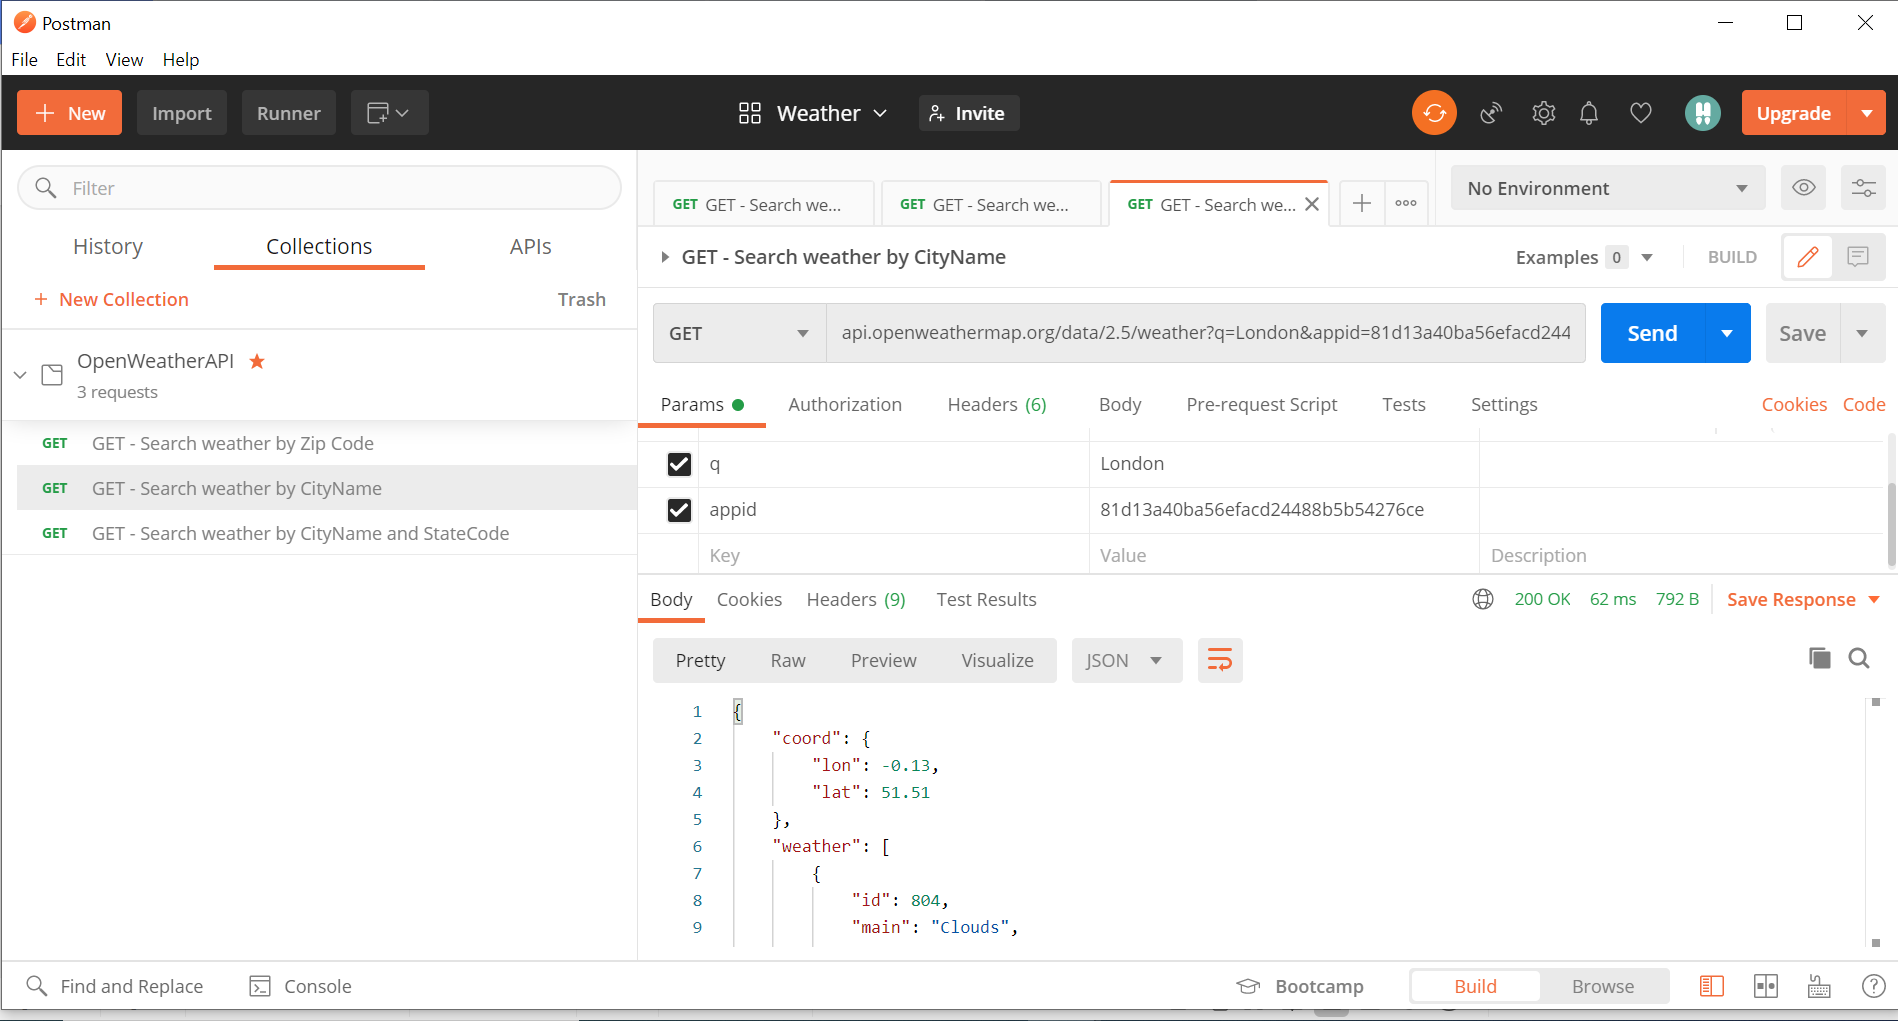 Postman
File Edit View Help
New Import Runner Weather Invite Upgrade
Filter
History Collections APIs
+ New Collection Trash
OpenWeatherAPI
3 requests
GET GET - Search weather by Zip Code
GET GET - Search weather by CityName
GET GET - Search weather by CityName and StateCode
GET GET - Search we... GET GET - Search we... GET GET - Search we... No Environment
GET - Search weather by CityName Examples 0 BUILD
GET api.openweathermap.org/data/2.5/weather?q=London&appid=81d13a40ba56efacd244 Send Save
Params Authorization Headers (6) Body Pre-request Script Tests Settings Cookies Code
q London
appid 81d13a40ba56efacd24488b5b54276ce
Key Value Description
Body Cookies Headers (9) Test Results 200 OK 62 ms 792 B Save Response
Pretty Raw Preview Visualize JSON
1 {
2 "coord": {
3 "lon": -0.13,
4 "lat": 51.51
5 },
6 "weather": [
7 {
8 "id": 804,
9 "main": "Clouds",
Find and Replace Console Bootcamp Build Browse